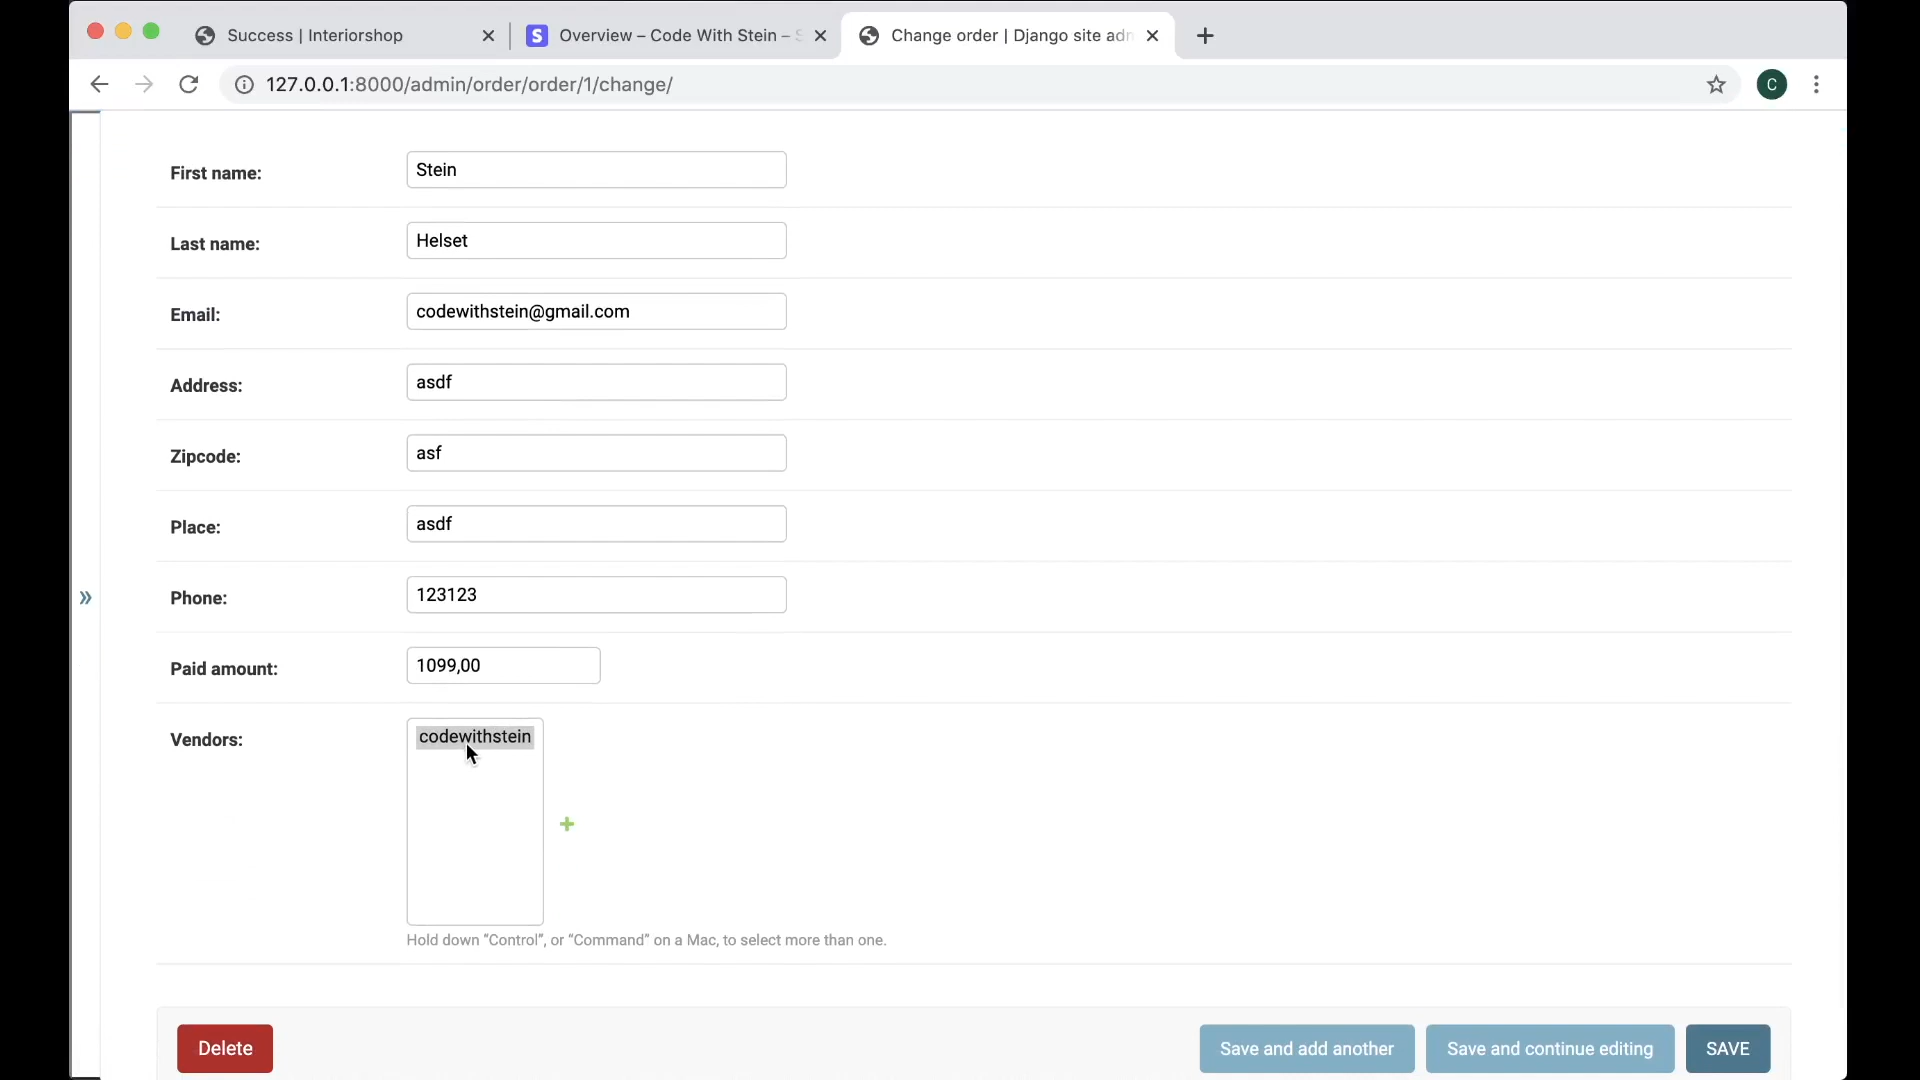 Success | Interiorshop
S Overview – Code With Stein – S
Change order | Django site adm
127.0.0.1:8000/admin/order/order/1/change/
C
First name: Stein
Last name: Helset
Email: codewithstein@gmail.com
Address: asdf
Zipcode: asf
Place: asdf
Phone: 123123
Paid amount: 1099,00
Vendors: codewithstein
Hold down “Control”, or “Command” on a Mac, to select more than one.
Delete Save and add another Save and continue editing SAVE